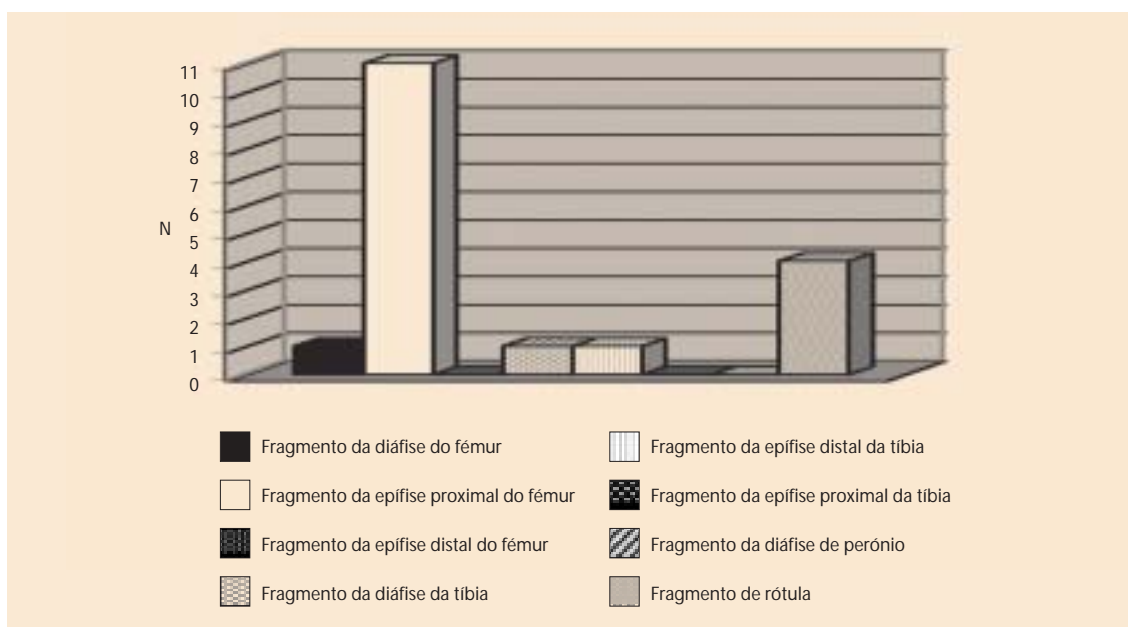 11
10
9
8
7
6
N
5
4
3
2
1
0
Fragmento da diáfise do fémur
Fragmento da epífise proximal do fémur
Fragmento da epífise distal do fémur
Fragmento da diáfise da tíbia
Fragmento da epífise distal da tíbia
Fragmento da epífise proximal da tíbia
Fragmento da diáfise de perónio
Fragmento de rótula